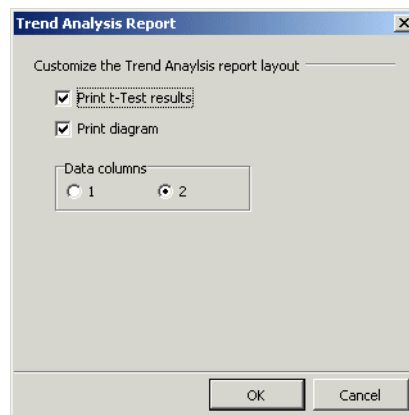 Trend Analysis Report
Customize the Trend Anaylsis report layout
Print t-Test results
Print diagram
Data columns
1 2
OK Cancel